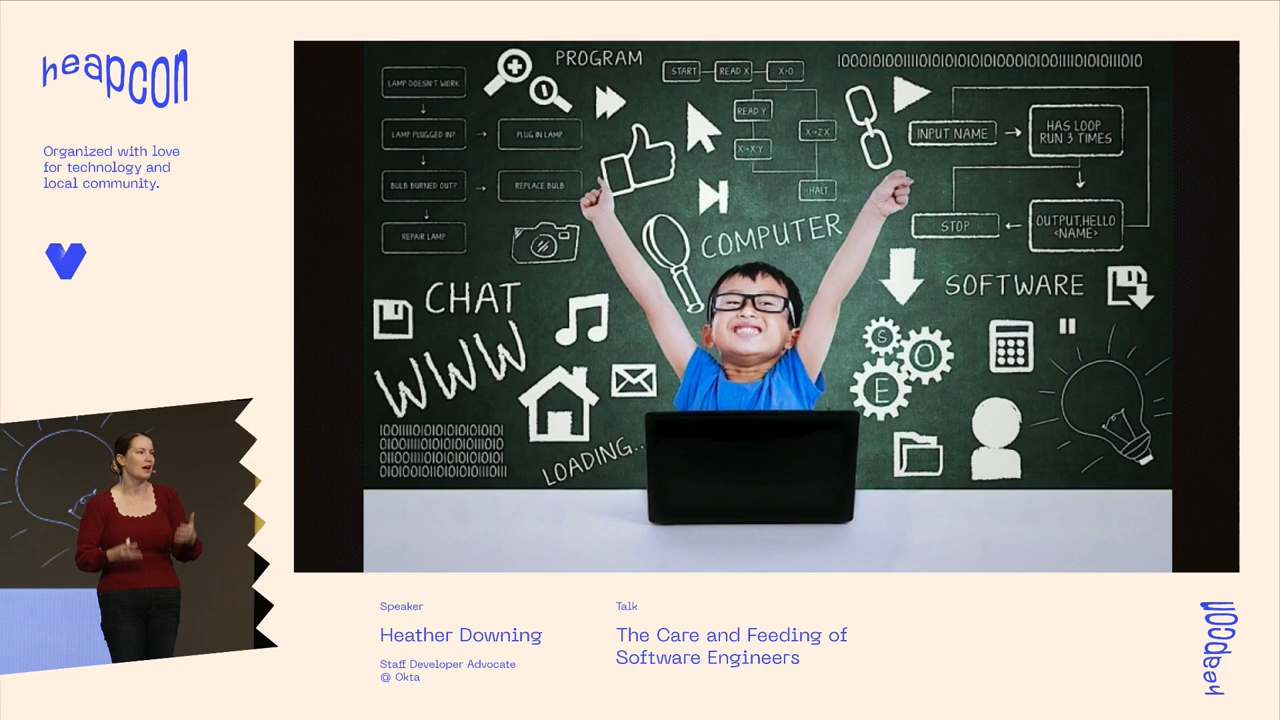 heapcon
Organized with love
for technology and
local community.
PROGRAM
LAMP DOESN'T WORK
LAMP PLUGGED IN?
PLUG IN LAMP
BULB BURNED OUT?
REPLACE BULB
REPAIR LAMP
START
READ X
X>0
READ Y
HALT
INPUT NAME
HAS LOOP
RUN 3 TIMES
STOP
OUTPUT,HELLO
<NAME>
COMPUTER
CHAT
WWW
SOFTWARE
S
O
E
LOADING...
Speaker
Heather Downing
Staff Developer Advocate
@ Okta
Talk
The Care and Feeding of
Software Engineers
heapcon